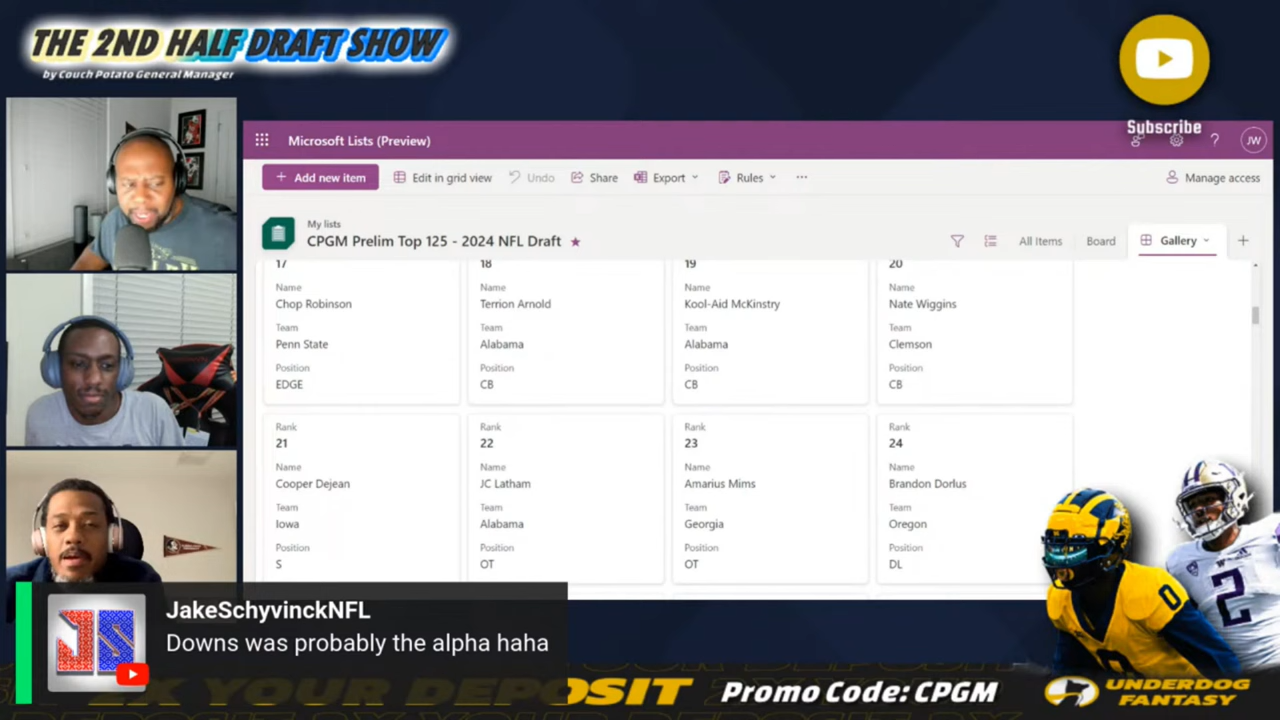 THE 2ND HALF DRAFT SHOW
by Couch Potato General Manager
Subscribe
Microsoft Lists (Preview)
? JW
+ Add new item Edit in grid view Undo Share Export Rules ... Manage access
My lists
CPGM Prelim Top 125 - 2024 NFL Draft
All Items Board Gallery +
17 18 19 20
Name Name Name Name
Chop Robinson Terrion Arnold Kool-Aid McKinstry Nate Wiggins
Team Team Team Team
Penn State Alabama Alabama Clemson
Position Position Position Position
EDGE CB CB CB
Rank Rank Rank Rank
21 22 23 24
Name Name Name Name
Cooper Dejean JC Latham Amarius Mims Brandon Dorlus
Team Team Team Team
Iowa Alabama Georgia Oregon
Position Position Position Position
S OT OT DL
0
2
JS
JakeSchyvinckNFL
Downs was probably the alpha haha
2X YOUR DEPOSIT
Promo Code: CPGM
UNDERDOG
FANTASY